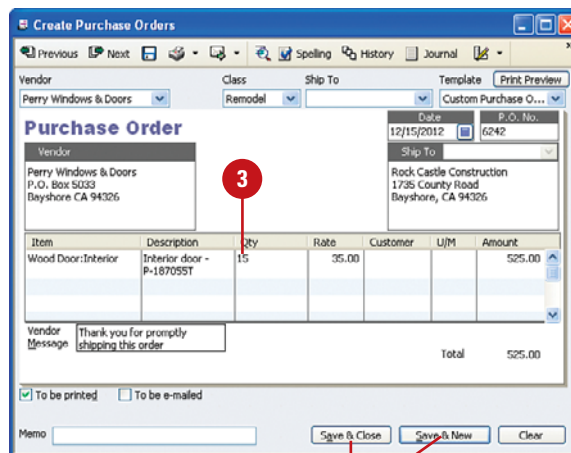 Create Purchase Orders
Previous Next Spelling History Journal
Vendor Class Ship To Template Print Preview
Perry Windows & Doors Remodel Custom Purchase O...
Purchase Order
Date P.O. No.
12/15/2012 6242
Vendor Ship To
Perry Windows & Doors
P.O. Box 5033
Bayshore CA 94326
Rock Castle Construction
1735 County Road
Bayshore, CA 94326
3
Item Description Qty Rate Customer U/M Amount
Wood Door:Interior Interior door - 15 35.00 525.00
P-187055T
Vendor Message
Thank you for promptly
shipping this order
Total 525.00
To be printed To be e-mailed
Memo Save & Close Save & New Clear